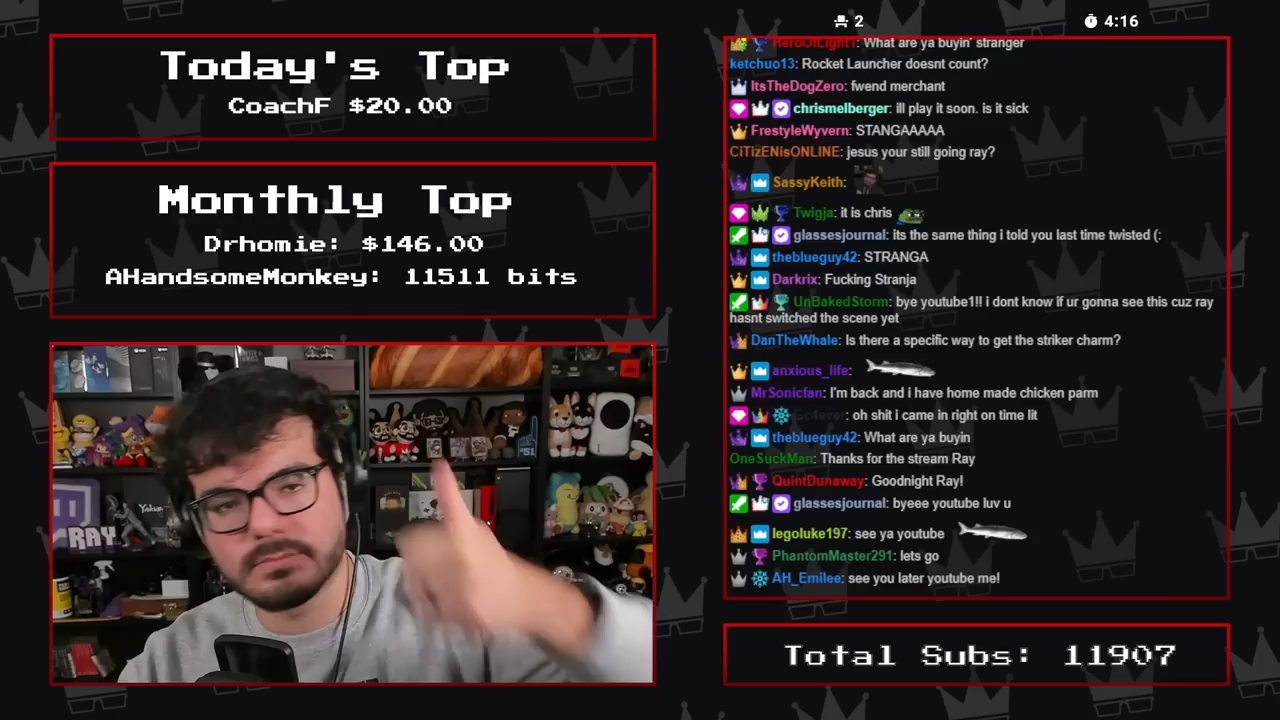 2
4:16
Today's Top
CoachF $20.00
Monthly Top
Drhomie: $146.00
AHandsomeMonkey: 11511 bits
RAY
#51
HeroOfLight1: What are ya buyin' stranger
ketchuo13: Rocket Launcher doesnt count?
ItsTheDogZero: fwend merchant
chrismelberger: ill play it soon. is it sick
FrestyleWyvern: STANGAAAAA
CiTizENisONLINE: jesus your still going ray?
SassyKeith:
Twigja: it is chris
glassesjournal: its the same thing i told you last time twisted (:
theblueguy42: STRANGA
Darkrix: Fucking Stranja
UnBakedStorm: bye youtube1!! i dont know if ur gonna see this cuz ray
hasnt switched the scene yet
DanTheWhale: Is there a specific way to get the striker charm?
anxious_life:
MrSonicfan: I'm back and i have home made chicken parm
Go4ever: oh shit i came in right on time lit
theblueguy42: What are ya buyin
OneSuckMan: Thanks for the stream Ray
QuintDunaway: Goodnight Ray!
glassesjournal: byeee youtube luv u
legoluke197: see ya youtube
PhantomMaster291: lets go
AH_Emilee: see you later youtube me!
Total Subs: 11907